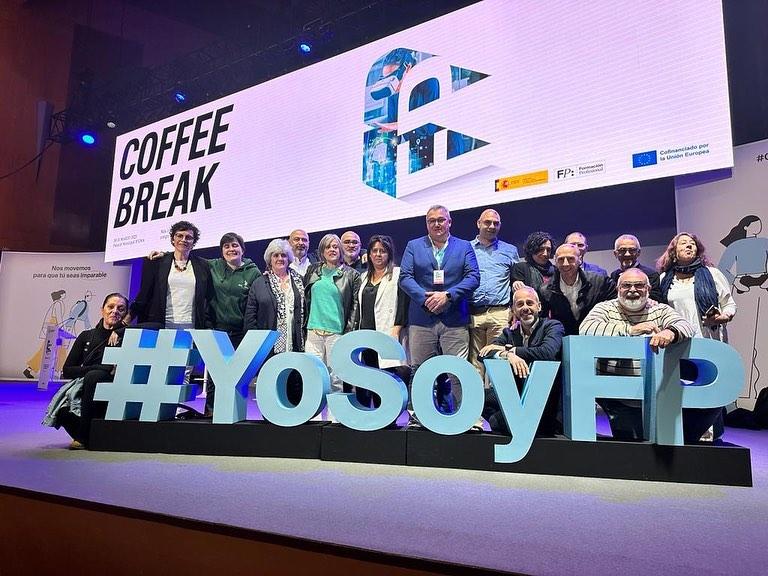 COFFEE
BREAK
Formación
Profesional
FP:
Cofinanciado por
la Unión Europea
Nos movemos
para que tú seas imparable
#YoSoyFP